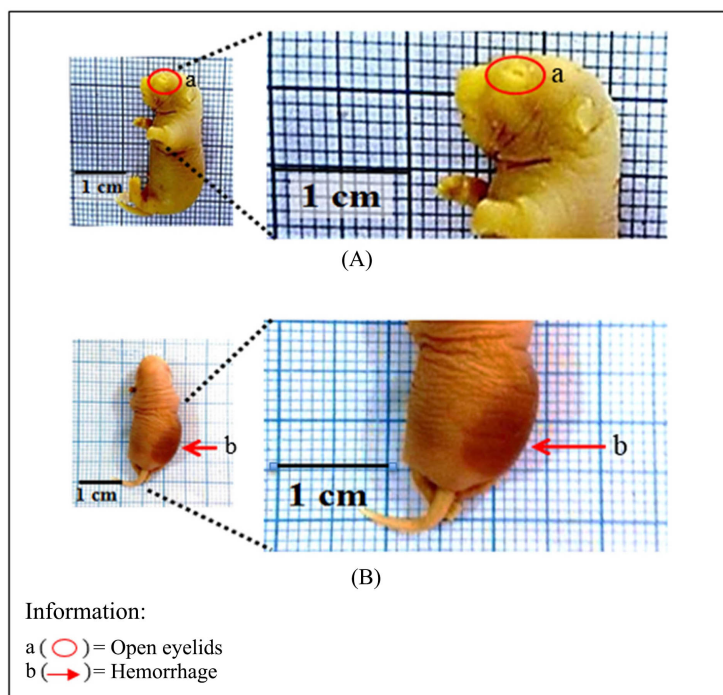 a
a
1 cm
1 cm
(A)
b
b
1 cm
1 cm
(B)
Information:
a ( ) = Open eyelids
b ( ) = Hemorrhage